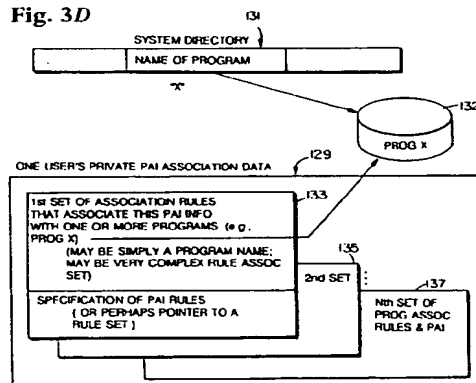 Fig. 3D
131
SYSTEM DIRECTORY
NAME OF PROGRAM
"X"
132
PROG X
ONE USER'S PRIVATE PAI ASSOCIATION DATA
129
133
1st SET OF ASSOCIATION RULES
THAT ASSOCIATE THIS PAI INFO
WITH ONE OR MORE PROGRAMS (eg,
PROG X)
(MAY BE SIMPLY A PROGRAM NAME;
MAY BE VERY COMPLEX RULE ASSOC
SET)
SPECIFICATION OF PAI RULES
( OR PERHAPS POINTER TO A
RULE SET )
135
2nd SET
137
Nth SET OF
PROG ASSOC
RULES & PAI